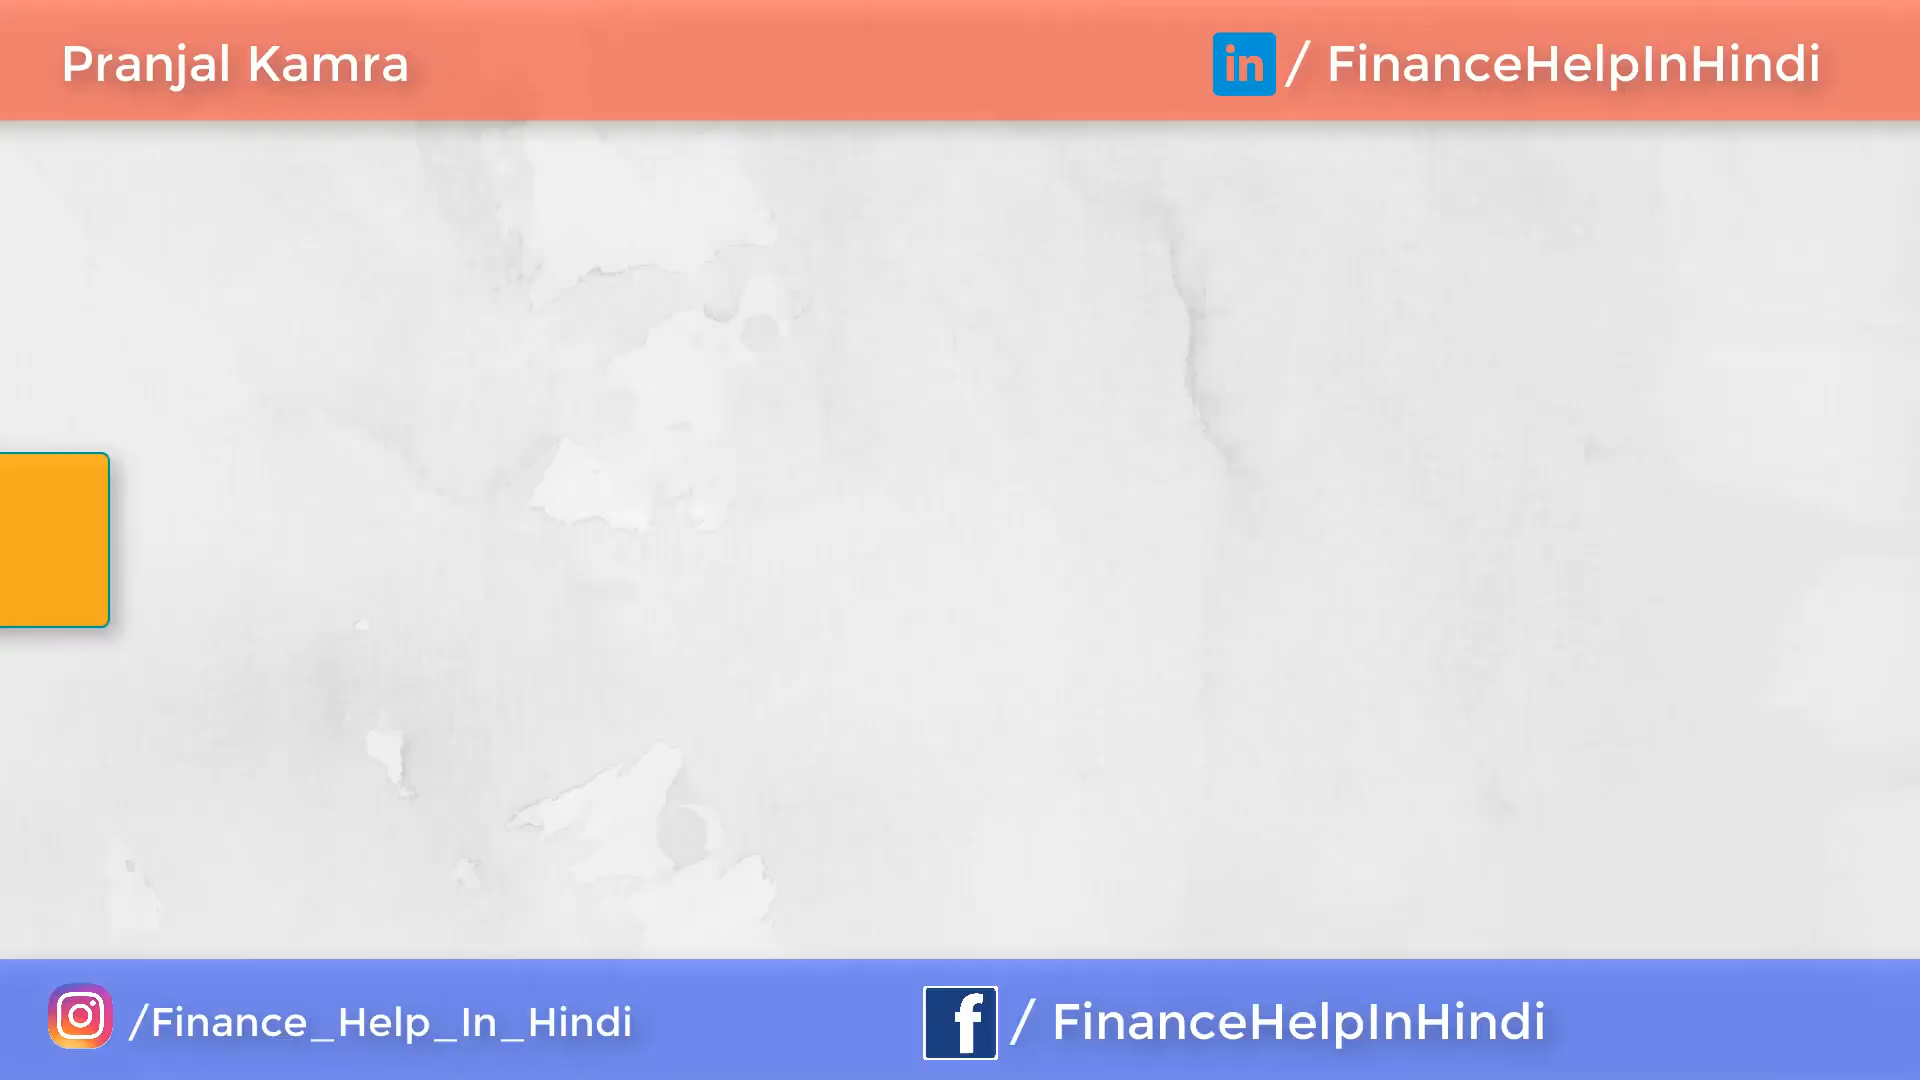 Pranjal Kamra
in / FinanceHelpInHindi
/Finance_Help_In_Hindi
f / FinanceHelpInHindi